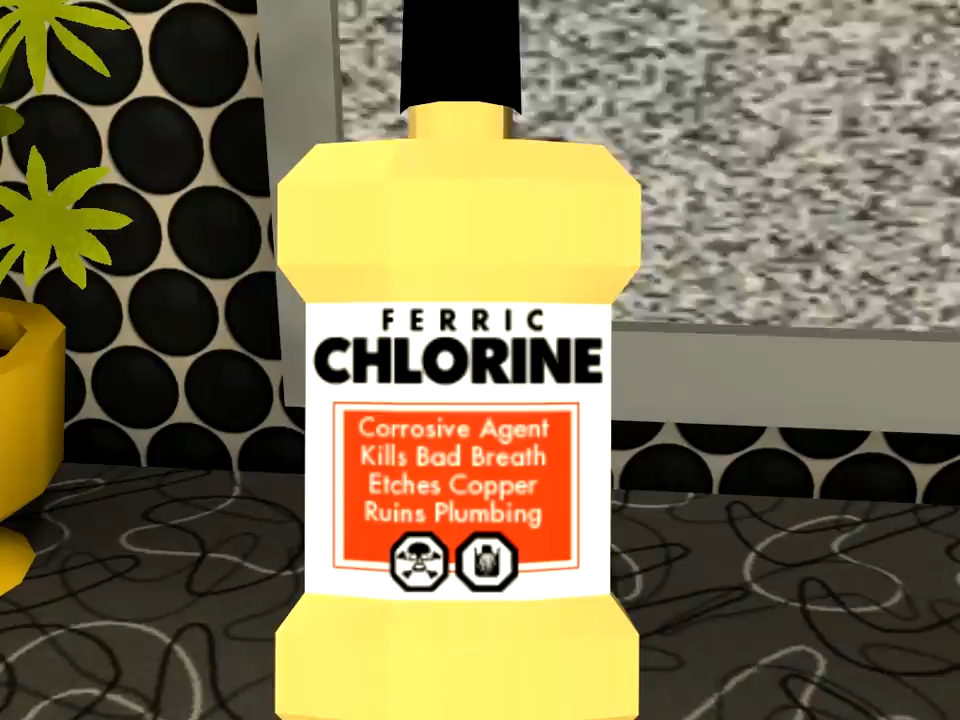 FERRIC
CHLORINE
Corrosive Agent
Kills Bad Breath
Etches Copper
Ruins Plumbing